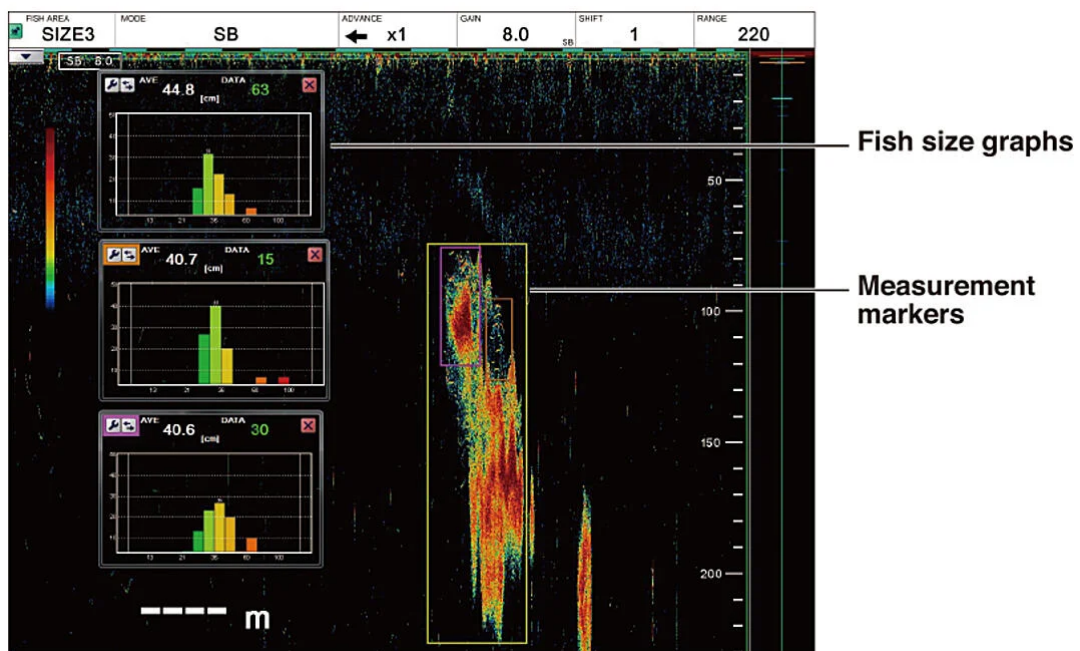 FISH AREA MODE ADVANCE GAIN SHIFT RANGE
SIZE3 SB x1 8.0 SB 1 220
SB 8.0
AVE 44.8 DATA 63
[cm]
AVE 40.7 DATA 15
[cm]
AVE 40.6 DATA 30
[cm]
50
100
150
200
m
Fish size graphs
Measurement
markers